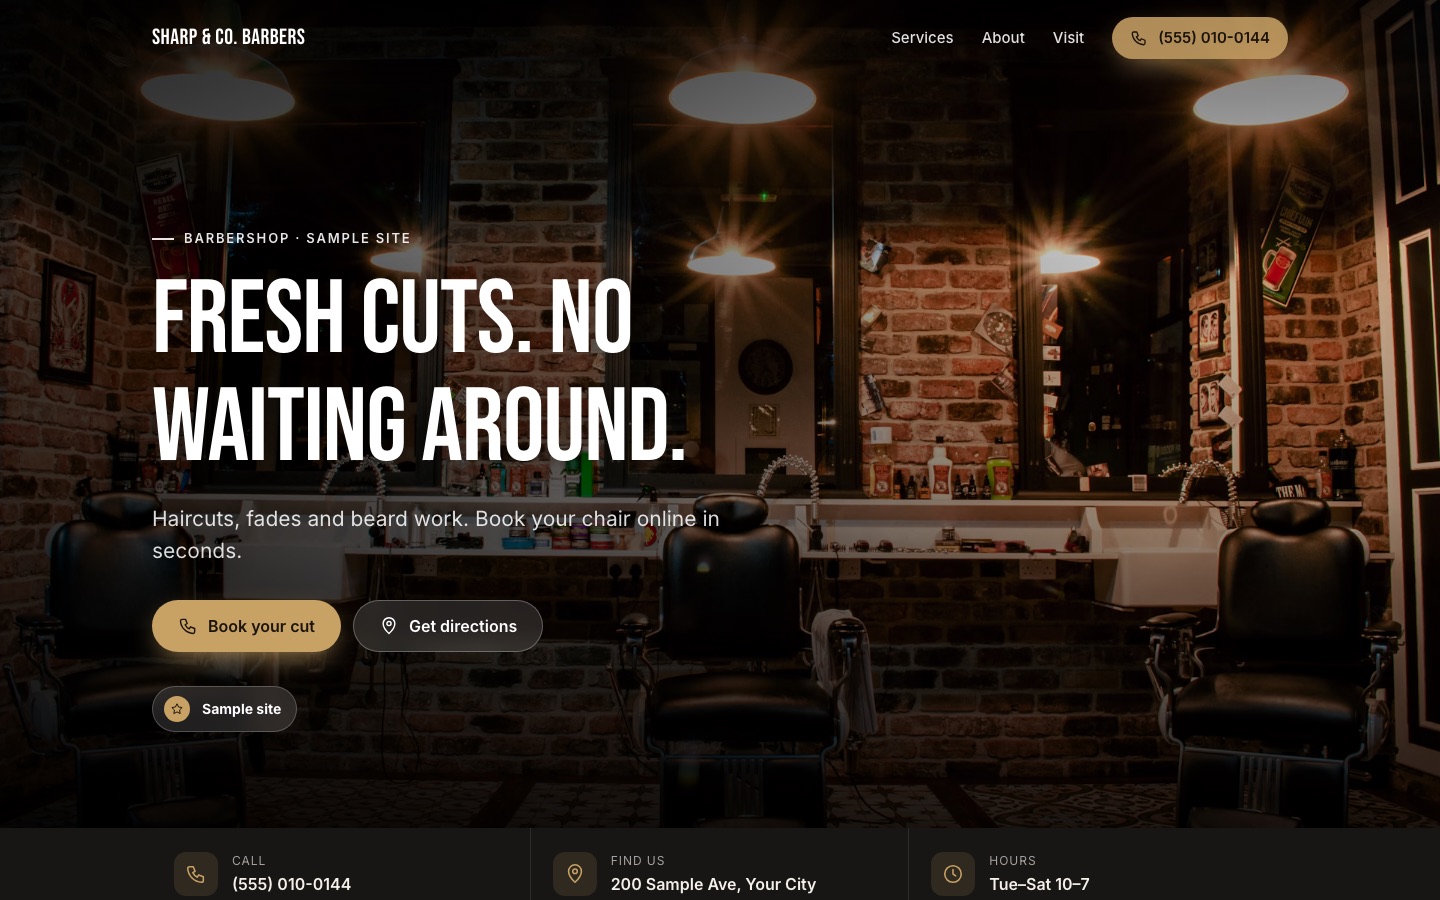 SHARP & CO. BARBERS
Services About Visit (555) 010-0144
BARBERSHOP · SAMPLE SITE
FRESH CUTS. NO
WAITING AROUND.
Haircuts, fades and beard work. Book your chair online in
seconds.
Book your cut Get directions
Sample site
CALL
(555) 010-0144
FIND US
200 Sample Ave, Your City
HOURS
Tue–Sat 10–7